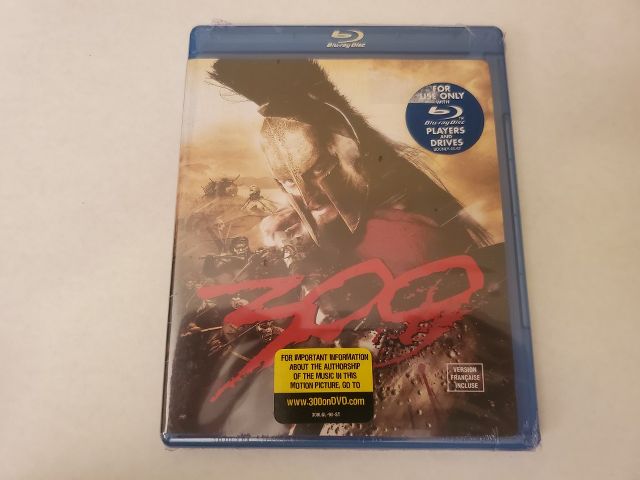 Blu-ray Disc
FOR
USE ONLY
WITH
Blu-ray Disc
PLAYERS
AND
DRIVES
300
FOR IMPORTANT INFORMATION
ABOUT THE AUTHORSHIP
OF THE MUSIC IN THIS
MOTION PICTURE, GO TO
www.300onDVD.com
VERSION
FRANÇAISE
INCLUSE